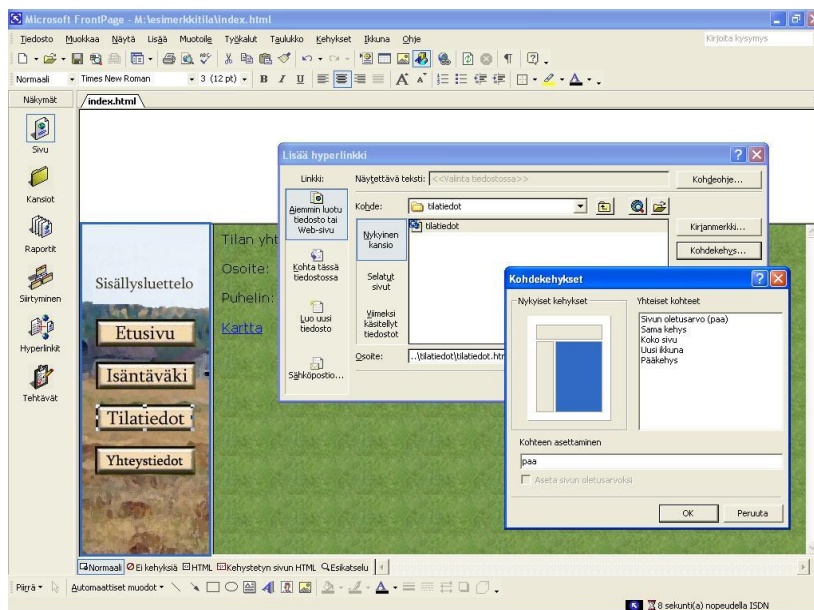 Microsoft FrontPage - M:\esimerkkitila\index.html
Tiedosto Muokkaa Näytä Lisää Muotoile Työkalut Taulukko Kehykset Ikkuna Ohje Kirjoita kysymys
Normaali Times New Roman 3 (12 pt) B I U
Näkymät
/index.html\
Sivu
Kansiot
Raportit
Siirtyminen
Hyperlinkit
Tehtävät
Sisällysluettelo
Etusivu
Isäntäväki
Tilatiedot
Yhteystiedot
Tilan yht
Osoite:
Puhelin:
Kartta
Lisää hyperlinkki
Linkki:
Näytettävä teksti: <<Valinta tiedostossa>>
Kohdeohje...
Aiemmin luotu
tiedosto tai
Web-sivu
Kohta tässä
tiedostossa
Luo uusi
tiedosto
Sähköpostio...
Kohde: tilatiedot
Nykyinen
kansio
Selatut
sivut
Viimeksi
käsitellyt
tiedostot
tilatiedot
Kirjanmerkki...
Kohdekehys...
Osoite: ..\tilatiedot\tilatiedot.htm
Kohdekehykset
Nykyiset kehykset
Yhteiset kohteet
Sivun oletusarvo (paa)
Sama kehys
Koko sivu
Uusi ikkuna
Pääkehys
Kohteen asettaminen
paa
Aseta sivun oletusarvoksi
OK Peruuta
Normaali Ei kehyksiä HTML Kehystetyn sivun HTML Esikatselu
Piirrä Automaattiset muodot
8 sekunti(a) nopeudella ISDN